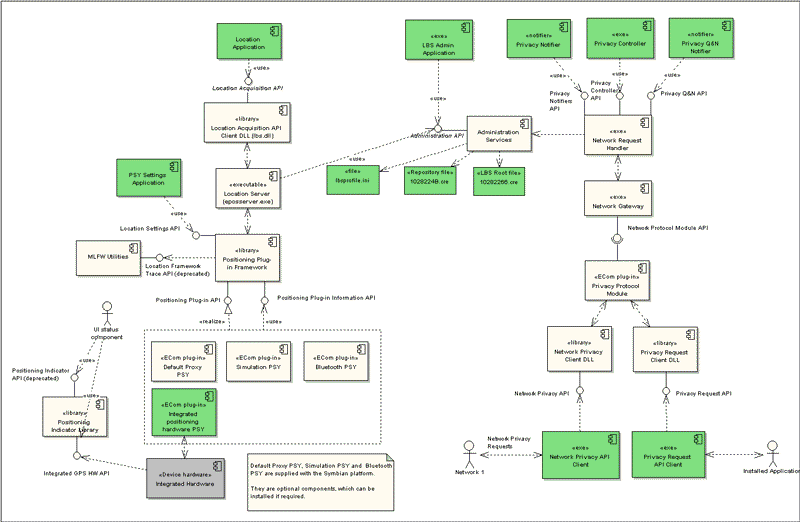 Location
Application
«exe»
LBS Admin
Application
«notifier»
Privacy Notifier
«exe»
Privacy Controller
«notifier»
Privacy Q&N
Notifier
«use»
«use»
«use»
«use»
«use»
Location Acquisition API
Privacy
Notifiers
API
Privacy
Controller
API
Privacy Q&N API
«library»
Location Acquisition API
Client DLL (lbs.dll)
Administration API
Administration
Services
«exe»
Network Request
Handler
«use»
PSY Settings
Application
«executable»
Location Server
(eposserver.exe)
«file»
lbsprofile.ini
«Repository file»
1028224B.cre
«LBS Root file»
10282266.cre
«exe»
Network Gateway
«use»
Location Settings API
Network Protocol Module API
MLFW Utilities
Location Framework
Trace API (deprecated)
«library»
Positioning Plug-
in Framework
«ECom plug-in»
Privacy Protocol
Module
Positioning Plug-in API
Positioning Plug-in Information API
UI status
component
«realize»
«use»
«library»
Network Privacy
Client DLL
«library»
Privacy Request
Client DLL
«use»
Positioning Indicator
API (deprecated)
«ECom plug-in»
Default Proxy
PSY
«ECom plug-in»
Simulation PSY
«ECom plug-in»
Bluetooth PSY
Network Privacy API
Privacy Request API
«use»
«library»
Positioning
Indicator Library
«ECom plug-in»
Integrated
positioning
hardware PSY
Network Privacy
Requests
«exe»
Network Privacy API
Client
«exe»
Privacy Request
API Client
Network 1
Installed Application
Integrated GPS HW API
«Device hardware»
Integrated Hardware
Default Proxy PSY, Simulation PSY and Bluetooth
PSY are supplied with the Symbian platform.
They are optional components, which can be
installed if required.